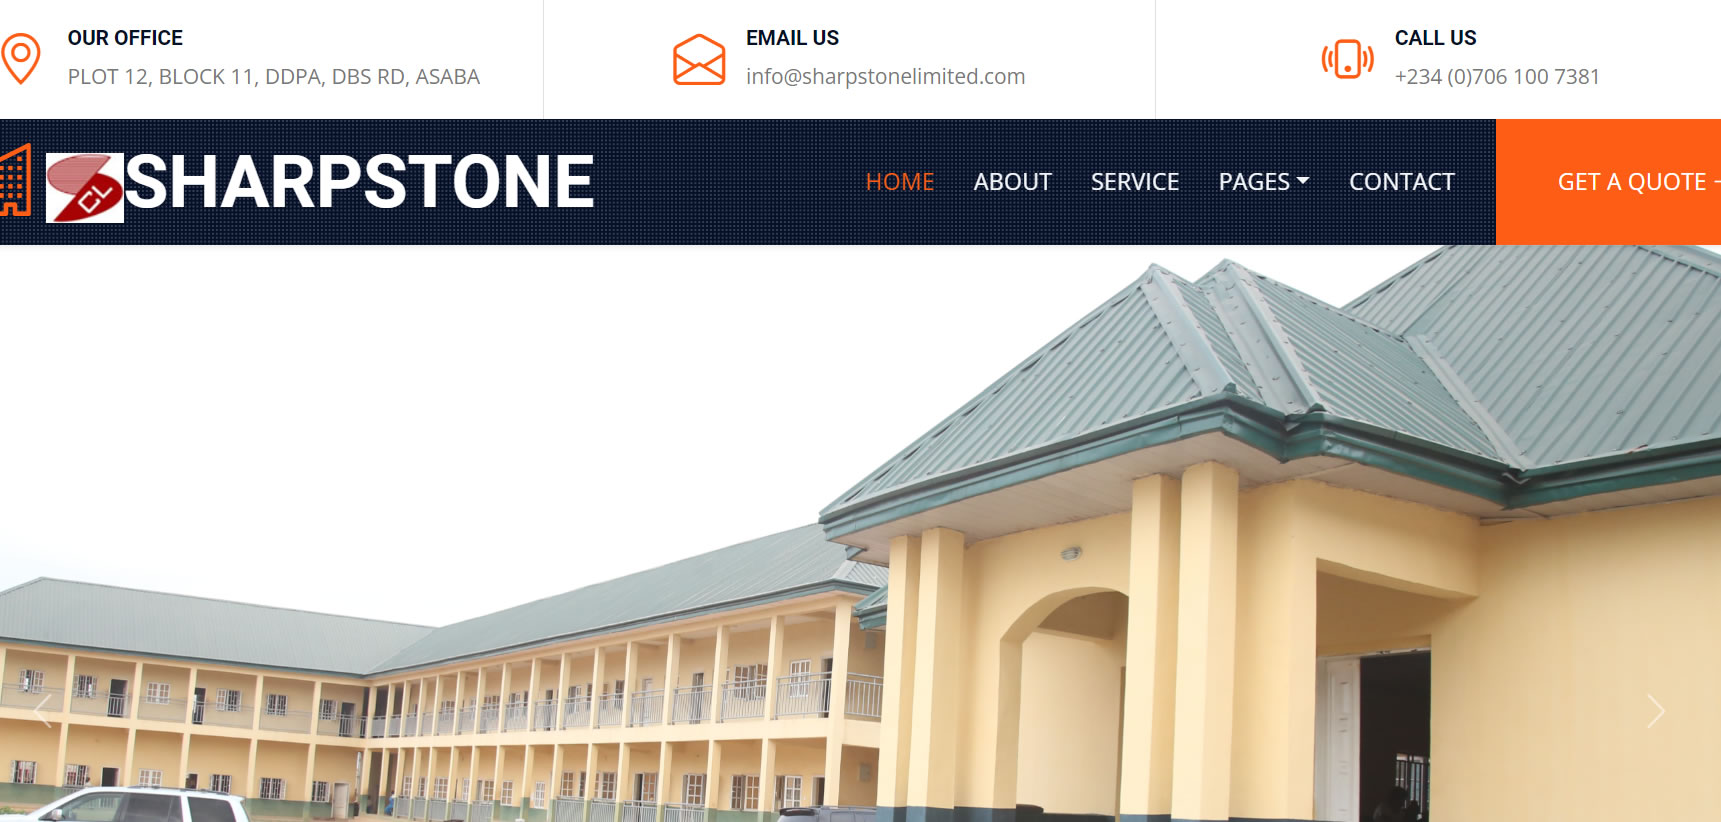 OUR OFFICE
PLOT 12, BLOCK 11, DDPA, DBS RD, ASABA
EMAIL US
info@sharpstonelimited.com
CALL US
+234 (0)706 100 7381
SCL SHARPSTONE
HOME ABOUT SERVICE PAGES CONTACT GET A QUOTE